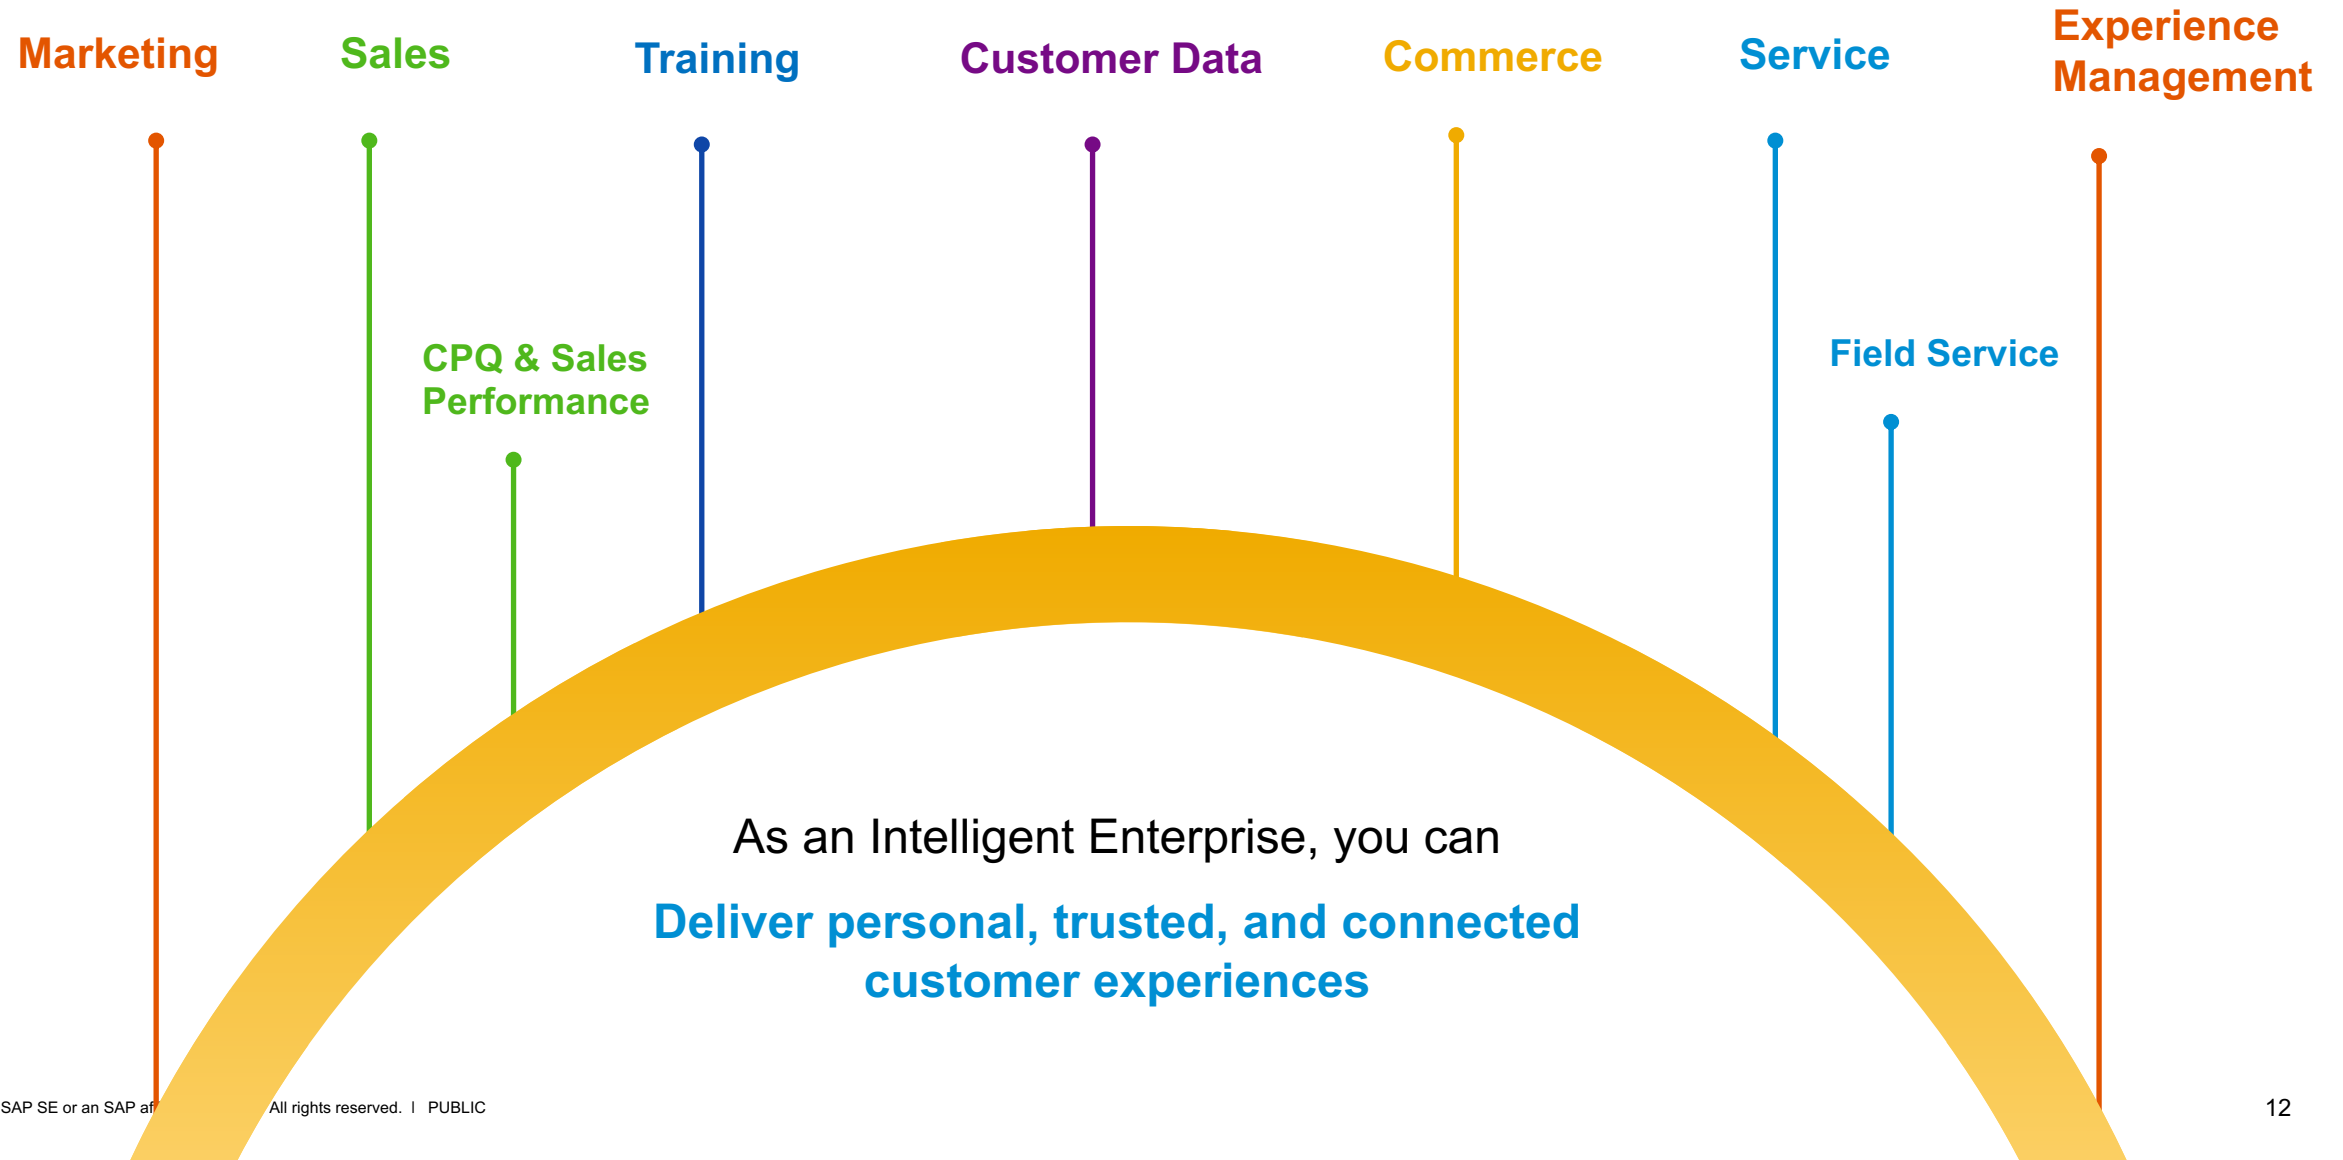 Marketing
Sales
Training
Customer Data
Commerce
Service
Experience
Management
CPQ & Sales
Performance
Field Service
As an Intelligent Enterprise, you can
Deliver personal, trusted, and connected
customer experiences
SAP SE or an SAP af All rights reserved. | PUBLIC
12